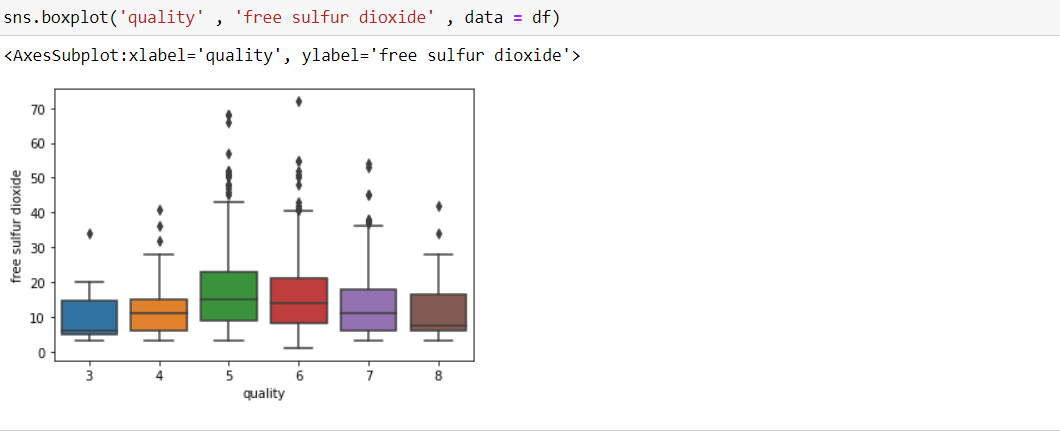 sns.boxplot('quality' , 'free sulfur dioxide' , data = df)
<AxesSubplot:xlabel='quality', ylabel='free sulfur dioxide'>
70
60
50
40
30
20
10
0
free sulfur dioxide
3 4 5 6 7 8
quality